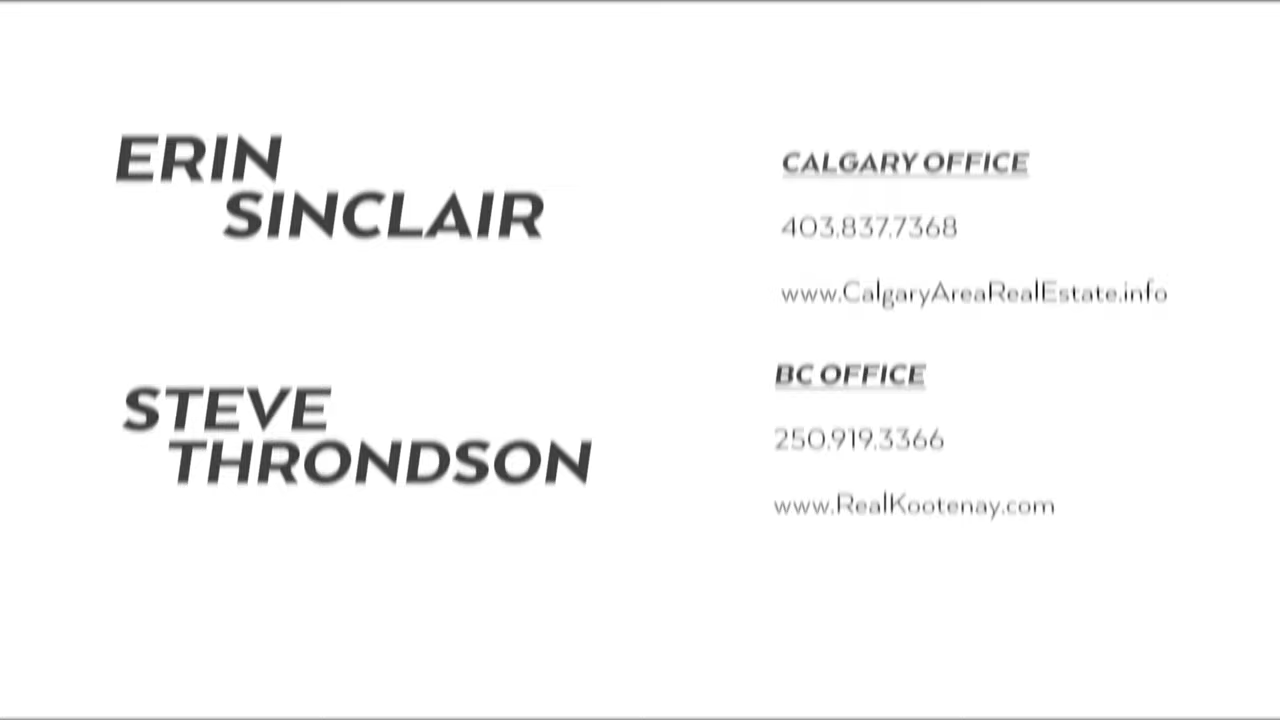 ERIN
SINCLAIR
STEVE
THRONDSON
CALGARY OFFICE
403.837.7368
www.CalgaryAreaRealEstate.info
BC OFFICE
250.919.3366
www.RealKootenay.com